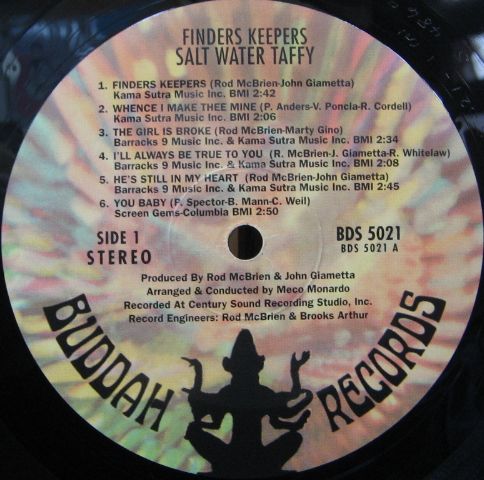 FINDERS KEEPERS
SALT WATER TAFFY
1. FINDERS KEEPERS (Rod McBrien-John Giametta)
Kama Sutra Music Inc. BMI 2:42
2. WHENCE I MAKE THEE MINE (P. Anders-V. Poncla-R. Cordell)
Kama Sutra Music Inc. BMI 2:06
3. THE GIRL IS BROKE (Rod McBrien-Marty Gino)
Barracks 9 Music Inc. & Kama Sutra Music Inc. BMI 2:34
4. I'LL ALWAYS BE TRUE TO YOU (R. McBrien-J. Giametta-R. Whitelaw)
Barracks 9 Music Inc. & Kama Sutra Music Inc. BMI 2:08
5. HE'S STILL IN MY HEART (Rod McBrien-John Giametta)
Barracks 9 Music Inc. & Kama Sutra Music Inc. BMI 2:45
6. YOU BABY (F. Spector-B. Mann-C. Weil)
Screen Gems-Columbia BMI 2:50
SIDE 1
STEREO
BDS 5021
BDS 5021 A
Produced By Rod McBrien & John Giametta
Arranged & Conducted by Meco Monardo
Recorded At Century Sound Recording Studio, Inc.
Record Engineers: Rod McBrien & Brooks Arthur
BUDDAH RECORDS